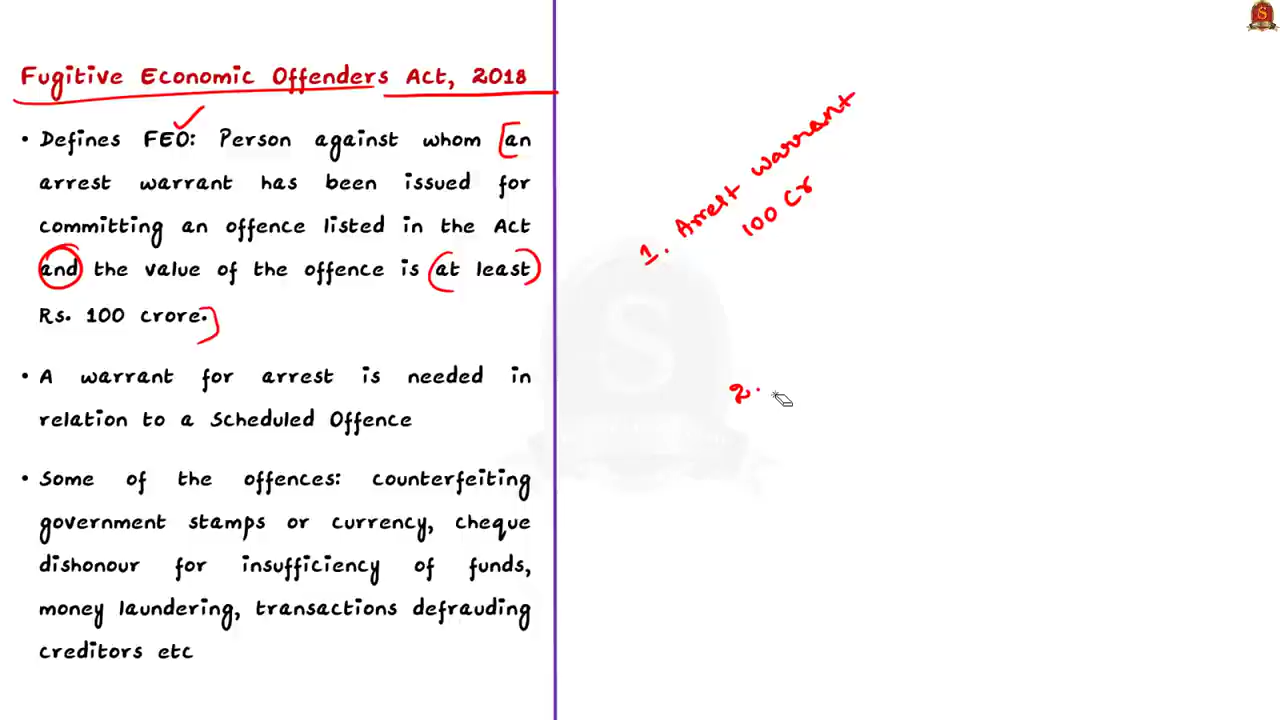 Fugitive Economic Offenders Act, 2018
• Defines FEO: Person against whom an
arrest warrant has been issued for
committing an offence listed in the Act
and the value of the offence is at least
Rs. 100 crore.
• A warrant for arrest is needed in
relation to a Scheduled Offence
• Some of the offences: counterfeiting
government stamps or currency, cheque
dishonour for insufficiency of funds,
money laundering, transactions defrauding
creditors etc
1. Arrest warrant
100 Cr
2.
S
S